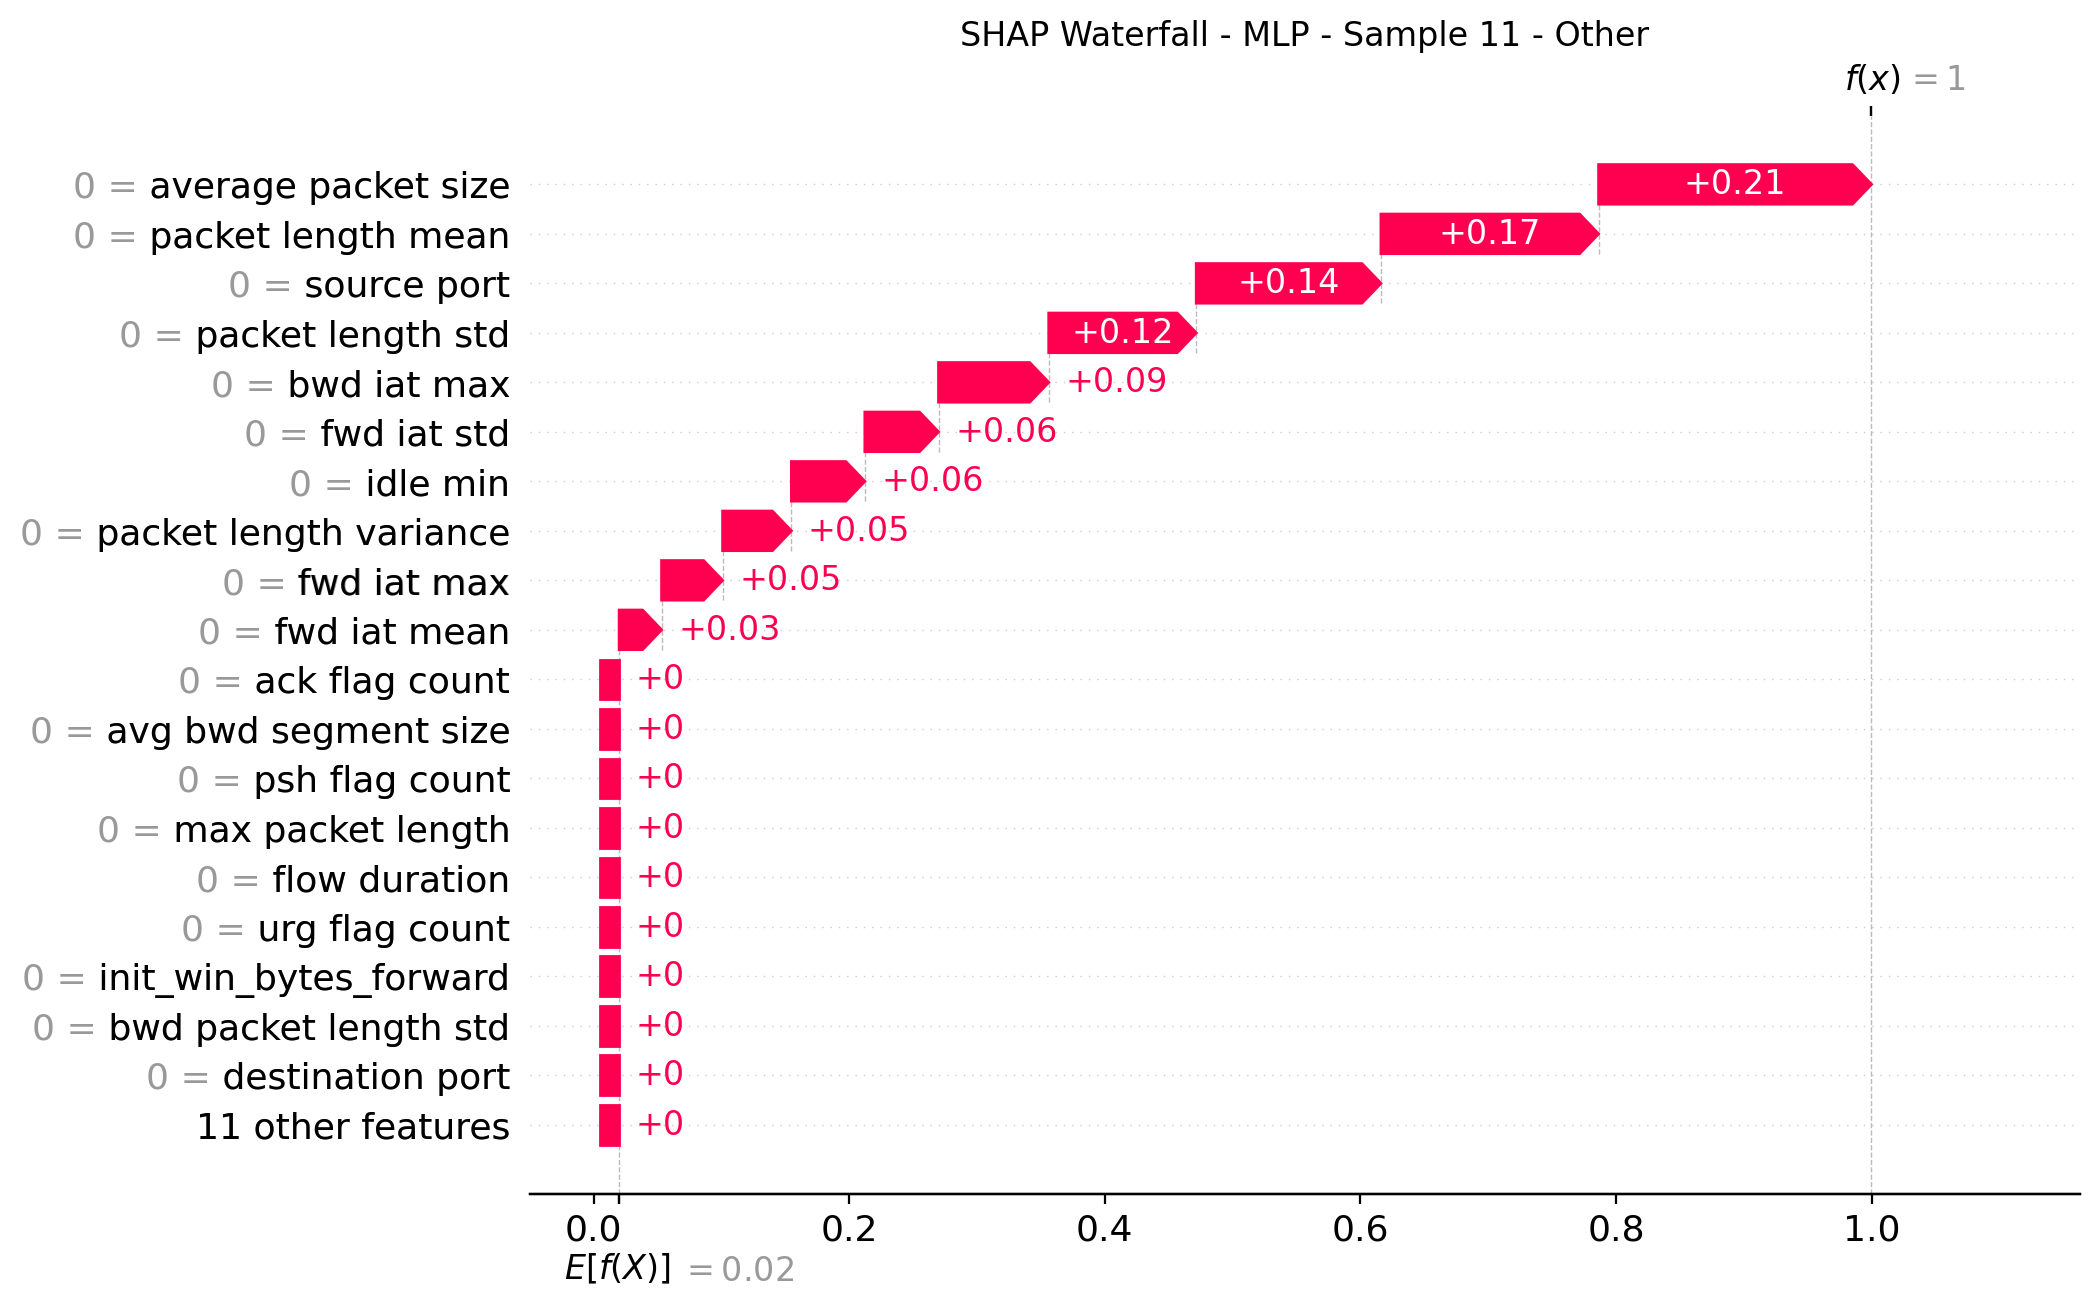 SHAP Waterfall - MLP - Sample 11 - Other
f(x) = 1
0 = average packet size +0.21
0 = packet length mean +0.17
0 = source port +0.14
0 = packet length std +0.12
0 = bwd iat max +0.09
0 = fwd iat std +0.06
0 = idle min +0.06
0 = packet length variance +0.05
0 = fwd iat max +0.05
0 = fwd iat mean +0.03
0 = ack flag count +0
0 = avg bwd segment size +0
0 = psh flag count +0
0 = max packet length +0
0 = flow duration +0
0 = urg flag count +0
0 = init_win_bytes_forward +0
0 = bwd packet length std +0
0 = destination port +0
11 other features +0
0.0 0.2 0.4 0.6 0.8 1.0
E[f(X)] = 0.02